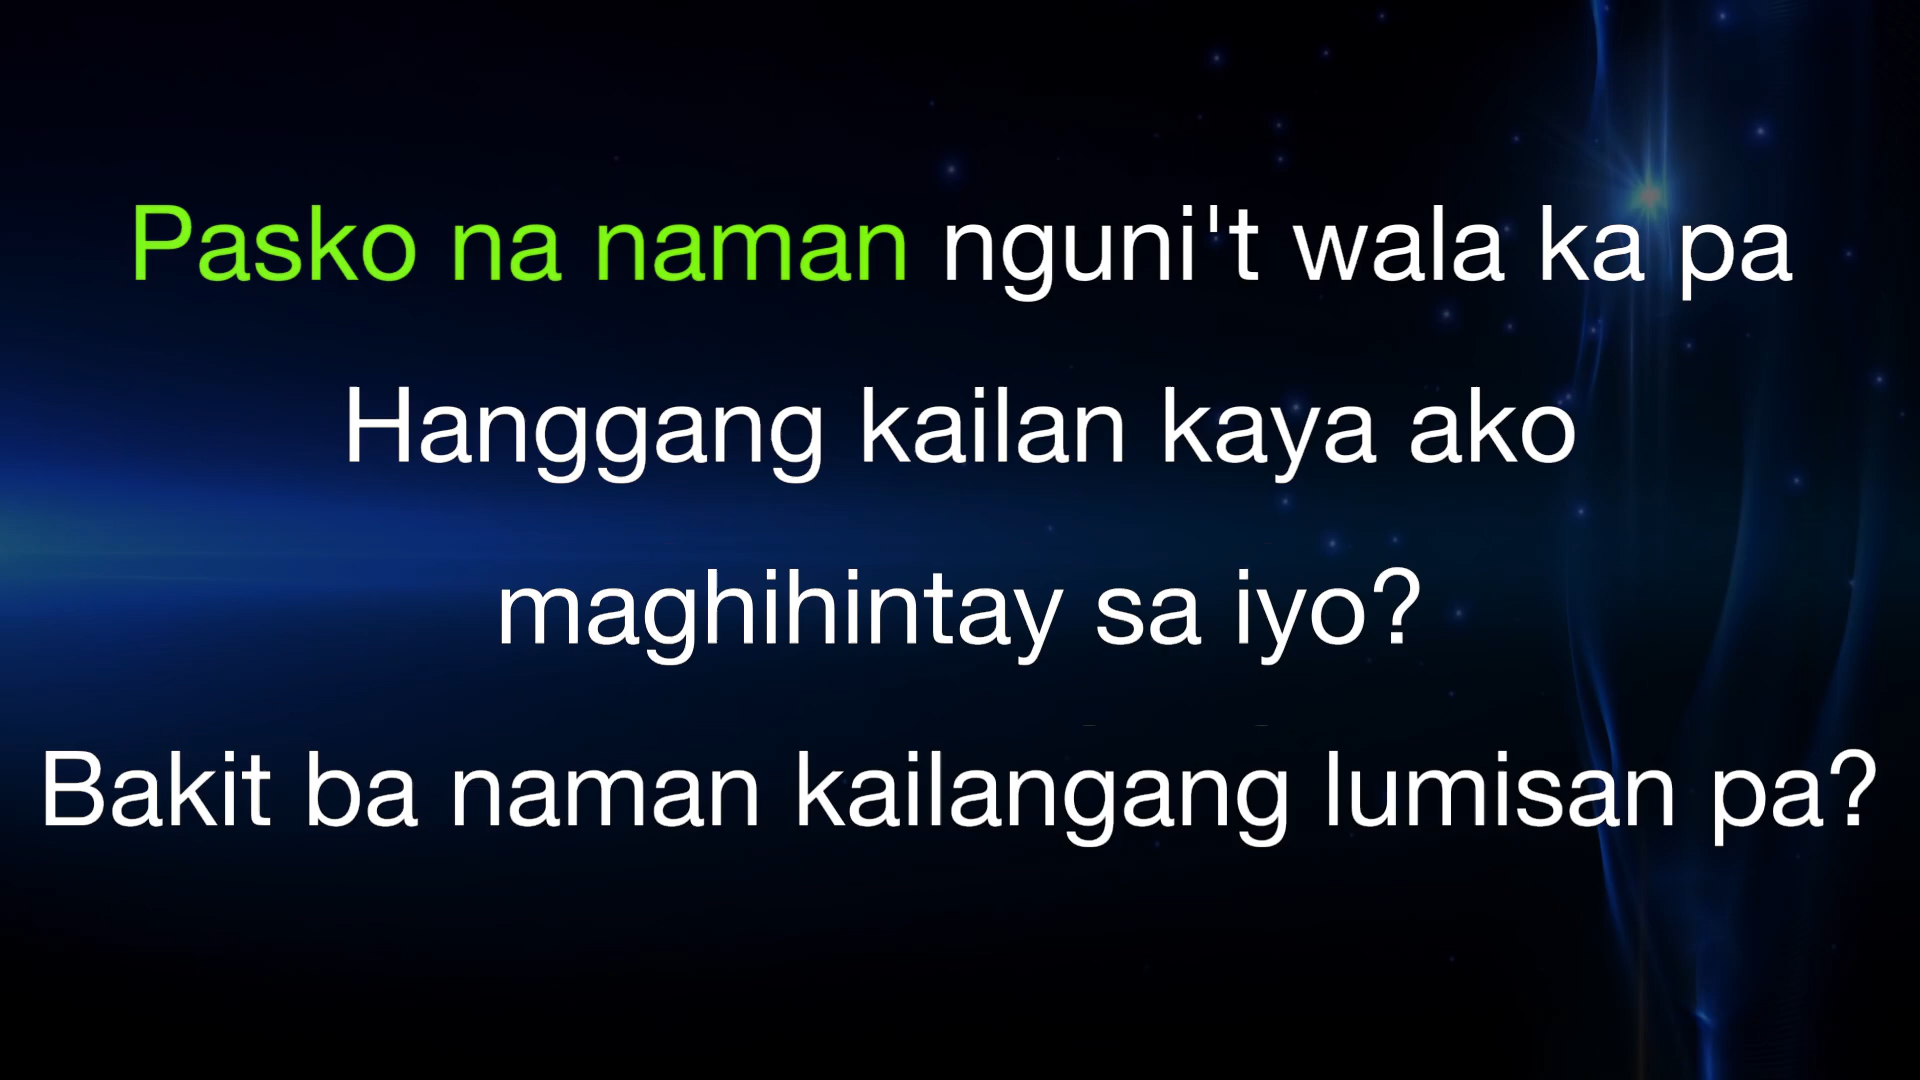 Pasko na naman nguni't wala ka pa
Hanggang kailan kaya ako
maghihintay sa iyo?
Bakit ba naman kailangang lumisan pa?